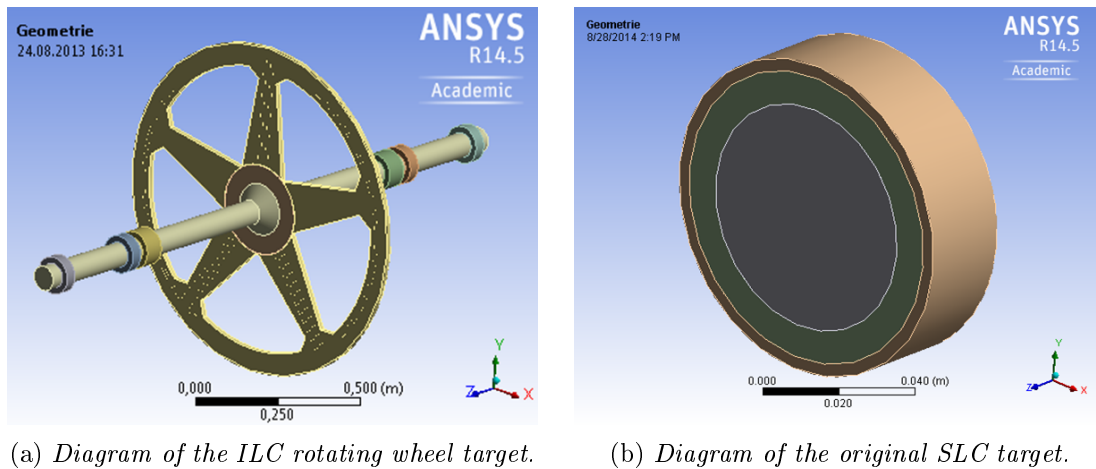 Geometrie
24.08.2013 16:31
ANSYS
R14.5
Academic
0,000
0,500 (m)
0,250
Y
Z
X
(a) Diagram of the ILC rotating wheel target.
Geometrie
8/28/2014 2:19 PM
ANSYS
R14.5
Academic
0.000
0.040 (m)
0.020
Y
Z
X
(b) Diagram of the original SLC target.